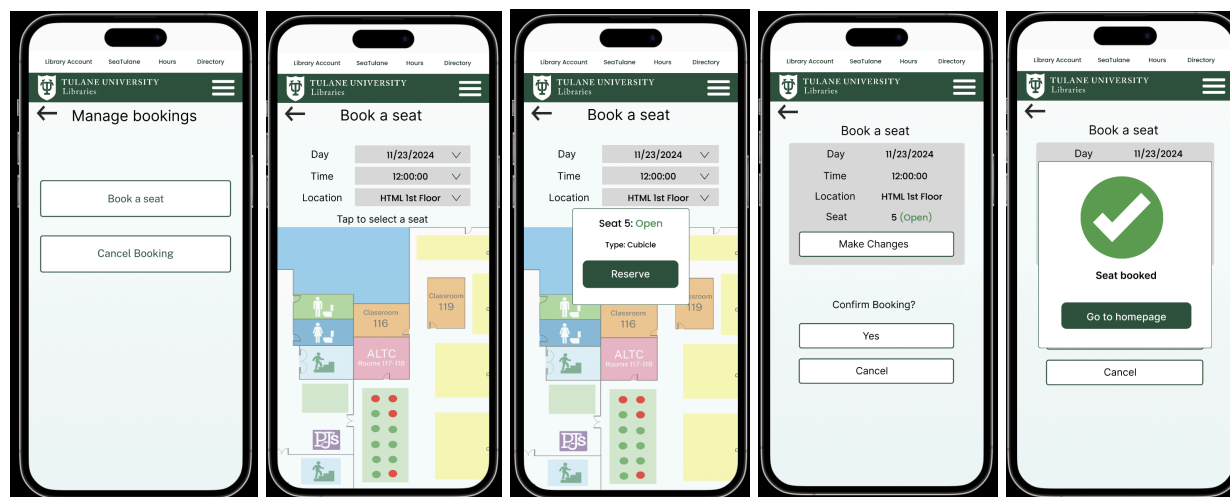 Library Account SeaTulane Hours Directory
TULANE UNIVERSITY
Libraries
Manage bookings
Book a seat
Cancel Booking
Library Account SeaTulane Hours Directory
TULANE UNIVERSITY
Libraries
Book a seat
Day 11/23/2024
Time 12:00:00
Location HTML 1st Floor
Tap to select a seat
Classroom
119
Classroom
116
ALTC
Rooms 117-118
PJ's
Library Account SeaTulane Hours Directory
TULANE UNIVERSITY
Libraries
Book a seat
Day 11/23/2024
Time 12:00:00
Location HTML 1st Floor
Seat 5: Open
Type: Cubicle
Reserve
119
Classroom
116
ALTC
Rooms 117-118
PJ's
Library Account SeaTulane Hours Directory
TULANE UNIVERSITY
Libraries
Book a seat
Day 11/23/2024
Time 12:00:00
Location HTML 1st Floor
Seat 5 (Open)
Make Changes
Confirm Booking?
Yes
Cancel
Library Account SeaTulane Hours Directory
TULANE UNIVERSITY
Libraries
Book a seat
Day 11/23/2024
Seat booked
Go to homepage
Cancel